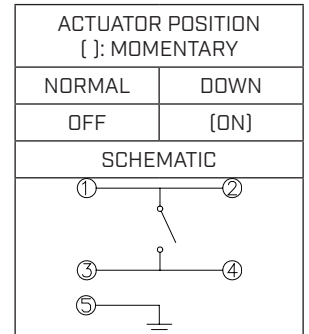 ACTUATOR POSITION
( ): MOMENTARY
NORMAL DOWN
OFF (ON)
SCHEMATIC
1 2
3 4
5